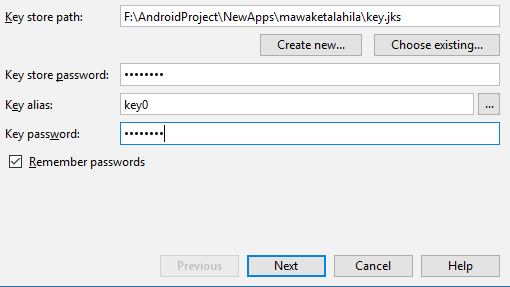 Key store path: F:\AndroidProject\NewApps\mawaketalahila\key.jks
Create new... Choose existing...
Key store password: ••••••••
Key alias: key0 ...
Key password: ••••••••
Remember passwords
Previous Next Cancel Help